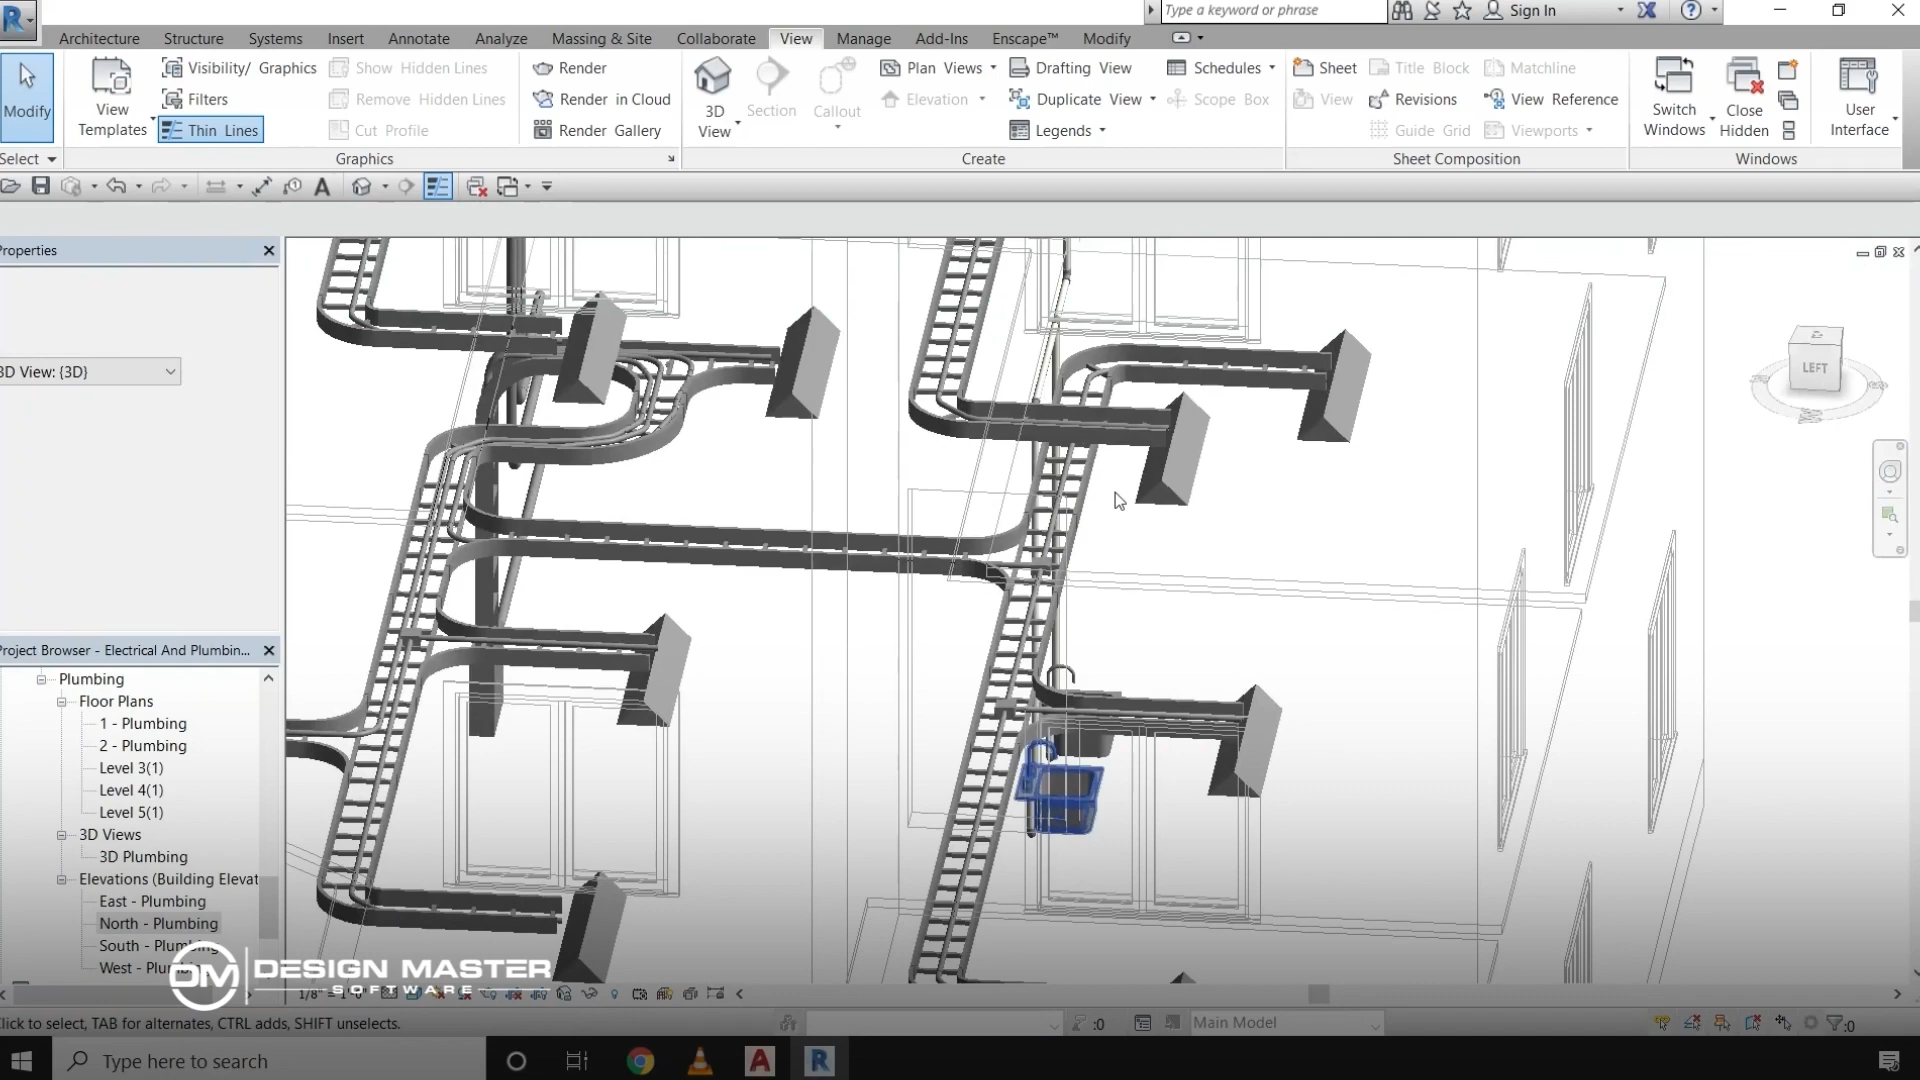 Type a keyword or phrase
Sign In
Architecture Structure Systems Insert Annotate Analyze Massing & Site Collaborate View Manage Add-Ins Enscape™ Modify
Modify
View
Templates
Visibility/ Graphics
Filters
Thin Lines
Show Hidden Lines
Remove Hidden Lines
Cut Profile
Render
Render in Cloud
Render Gallery
3D
View
Section
Callout
Plan Views
Elevation
Drafting View
Duplicate View
Legends
Schedules
Scope Box
Sheet
View
Title Block
Revisions
Guide Grid
Matchline
View Reference
Viewports
Switch
Windows
Close
Hidden
User
Interface
Select
Graphics
Create
Sheet Composition
Windows
Properties
3D View: {3D}
LEFT
Project Browser - Electrical And Plumbin...
Plumbing
Floor Plans
1 - Plumbing
2 - Plumbing
Level 3(1)
Level 4(1)
Level 5(1)
3D Views
3D Plumbing
Elevations (Building Elevat
East - Plumbing
North - Plumbing
South - Plumbing
West - Plumbing
DM DESIGN MASTER
SOFTWARE
1/8" = 1'-0"
Click to select, TAB for alternates, CTRL adds, SHIFT unselects.
:0
Main Model
:0
Type here to search